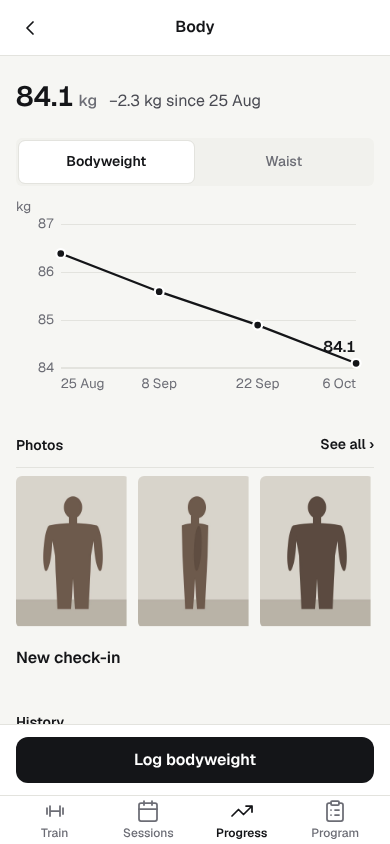 Body
84.1 kg −2.3 kg since 25 Aug
Bodyweight Waist
kg
87
86
85
84.1
84
25 Aug 8 Sep 22 Sep 6 Oct
Photos See all ›
New check-in
History
Log bodyweight
Train Sessions Progress Program